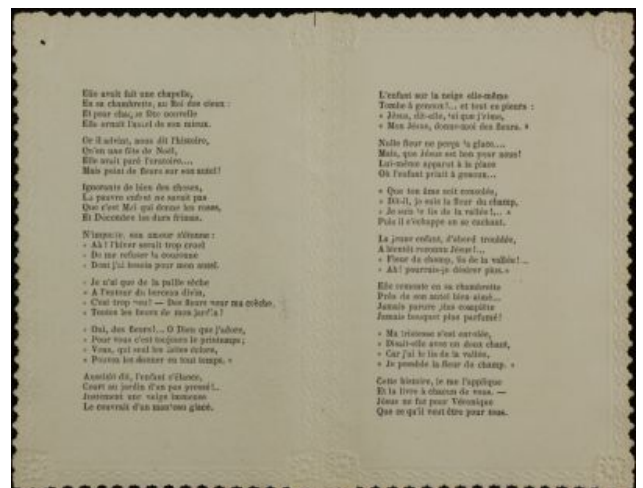 Elle avait fait une chapelle,
En sa chambrette, au Roi des cieux :
Et pour chaque fête nouvelle
Elle ornait l'autel de son mieux.
Or il advint, nous dit l'histoire,
Qu'en une fête de Noël,
Elle avait paré l'oratoire....
Mais point de fleurs sur son autel!
Ignorante de bien des choses,
La pauvre enfant ne savait pas
Que c'est Mai qui donne les roses,
Et Décembre les durs frimas.
N'importe, son amour s'étonne :
« Ah! l'hiver serait trop cruel
« De me refuser la couronne
« Dont j'ai besoin pour mon autel.
« Je n'ai que de la paille sèche
« A l'entour du berceau divin,
« C'est trop peu! — Des fleurs pour ma crèche,
« Toutes les fleurs de mon jardin!
« Oui, des fleurs!... O Dieu que j'adore,
« Pour vous c'est toujours le printemps;
« Vous, qui seul les faites éclore,
« Pouvez les donner en tout temps. »
Aussitôt dit, l'enfant s'élance,
Court au jardin d'un pas pressé!..
Justement une neige immense
Le couvrait d'un manteau glacé.
L'enfant sur la neige elle-même
Tombe à genoux!... et tout en pleurs :
« Jésus, dit-elle, toi que j'aime,
« Mon Jésus, donne-moi des fleurs. »
Nulle fleur ne perça la glace....
Mais, que Jésus est bon pour nous!
Lui-même apparut à la place
Où l'enfant priait à genoux...
« Que ton âme soit consolée,
« Dit-Il, je suis la fleur du champ,
« Je suis le lis de la vallée!... »
Puis il s'échappe en se cachant.
La jeune enfant, d'abord troublée,
A bientôt reconnu Jésus!...
« Fleur du champ, lis de la vallée!...
« Ah! pourrais-je désirer plus.»
Elle remonte en sa chambrette
Près de son autel bien-aimé...
Jamais parure plus complète
Jamais bouquet plus parfumé!
« Ma tristesse s'est envolée,
« Disait-elle avec un doux chant,
« Car j'ai le lis de la vallée,
« Je possède la fleur du champ. »
Cette histoire, je me l'applique
Et la livre à chacun de vous. —
Jésus ne fut pour Véronique
Que ce qu'il veut être pour nous.